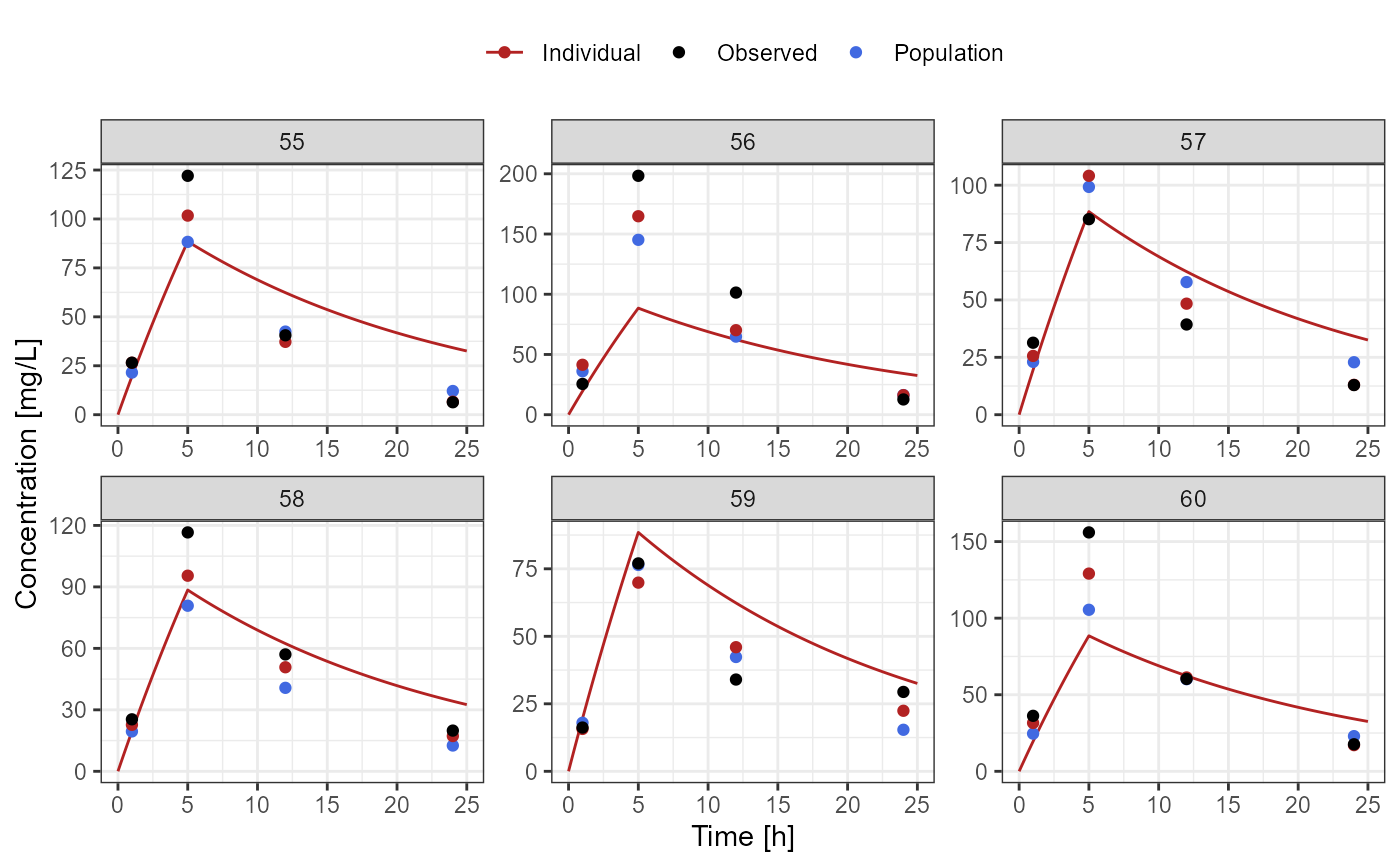 Individual Observed Population
55 56 57
125 100 75 50 25 0
200 150 100 50 0
100 75 50 25 0
0 5 10 15 20 25 0 5 10 15 20 25 0 5 10 15 20 25
58 59 60
120 90 60 30 0
75 50 25 0
150 100 50 0
0 5 10 15 20 25 0 5 10 15 20 25 0 5 10 15 20 25
Concentration [mg/L]
Time [h]